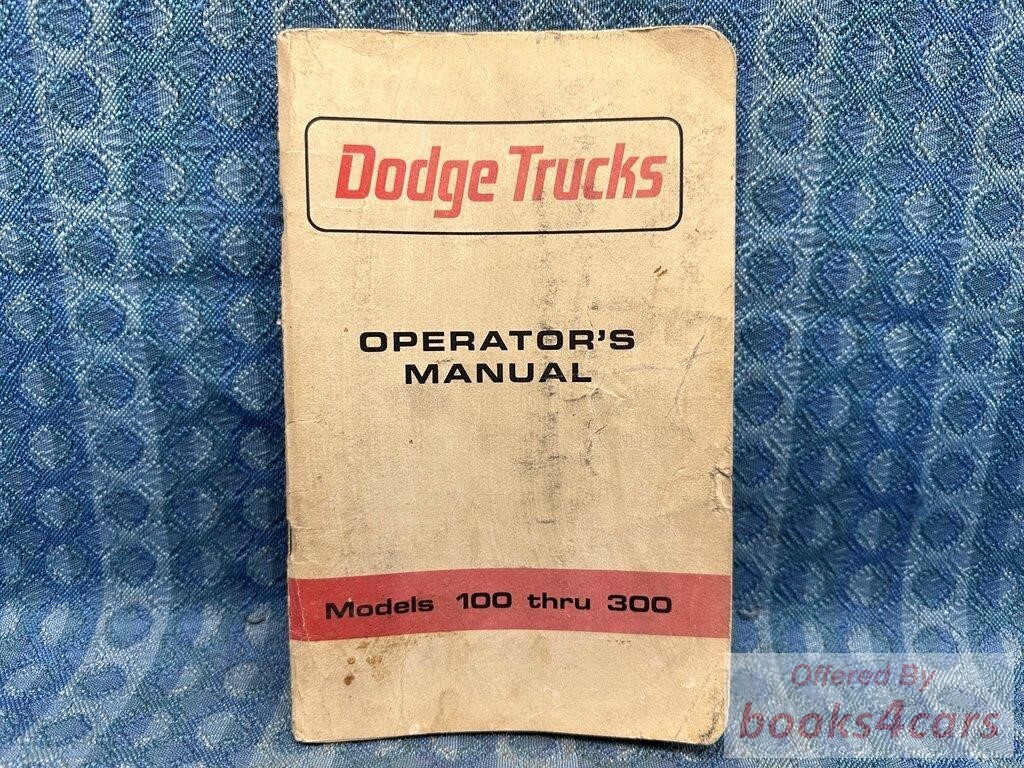 Dodge Trucks
OPERATOR'S
MANUAL
Models 100 thru 300
Offered By
books4cars